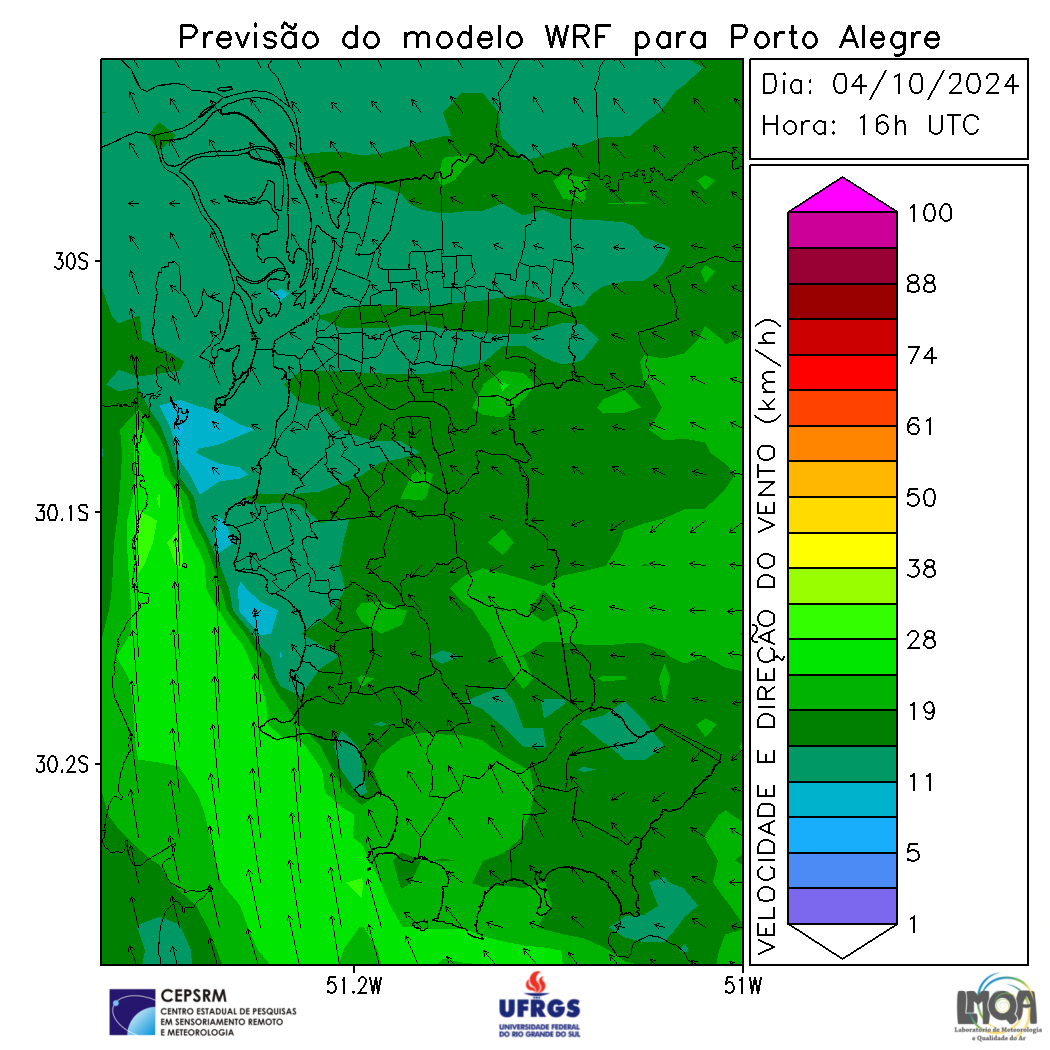 Previsão do modelo WRF para Porto Alegre
Dia: 04/10/2024
Hora: 16h UTC
30S
30.1S
30.2S
51.2W
51W
VELOCIDADE E DIREÇÃO DO VENTO (km/h)
100
88
74
61
50
38
28
19
11
5
1
CEPSRM
CENTRO ESTADUAL DE PESQUISAS
EM SENSORIAMENTO REMOTO
E METEOROLOGIA
UFRGS
UNIVERSIDADE FEDERAL
DO RIO GRANDE DO SUL
LMQA
Laboratório de Meteorologia
e Qualidade do Ar